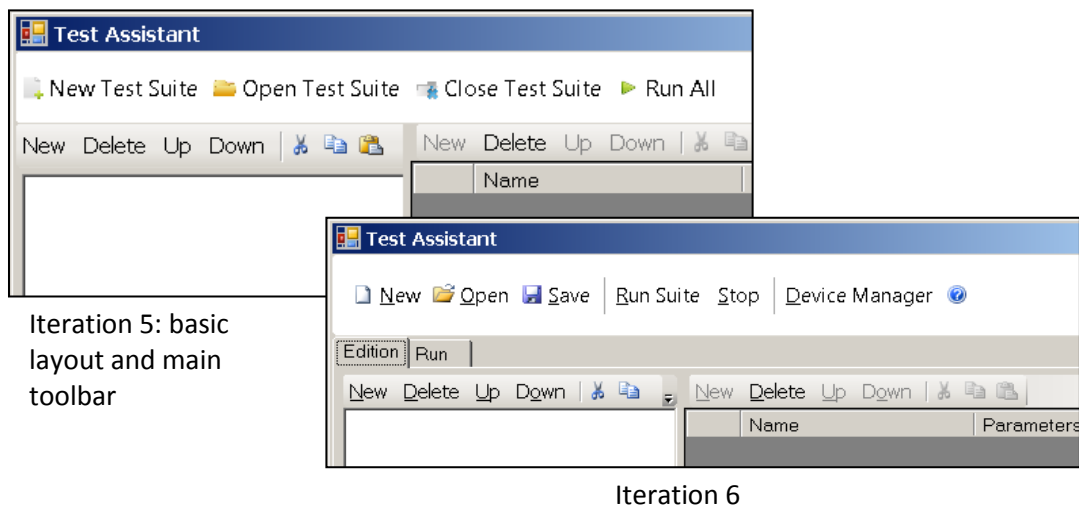 Test Assistant
New Test Suite Open Test Suite Close Test Suite Run All
New Delete Up Down New Delete Up Down
Name
Iteration 5: basic
layout and main
toolbar
Test Assistant
New Open Save Run Suite Stop Device Manager
Edition Run
New Delete Up Down New Delete Up Down
Name Parameters
Iteration 6